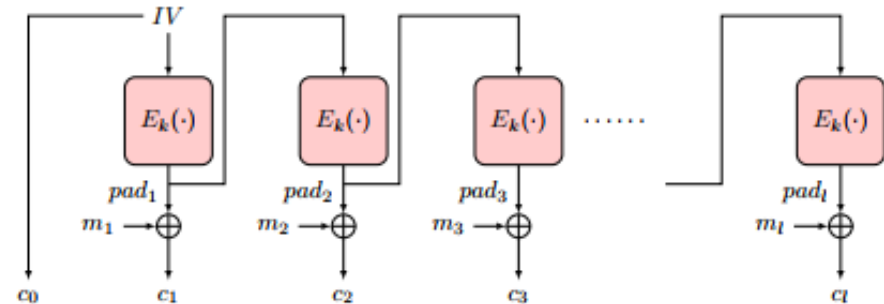 IV
E_k(·) E_k(·) E_k(·) ······ E_k(·)
pad_1 pad_2 pad_3 pad_l
m_1 m_2 m_3 m_l
c_0 c_1 c_2 c_3 c_l